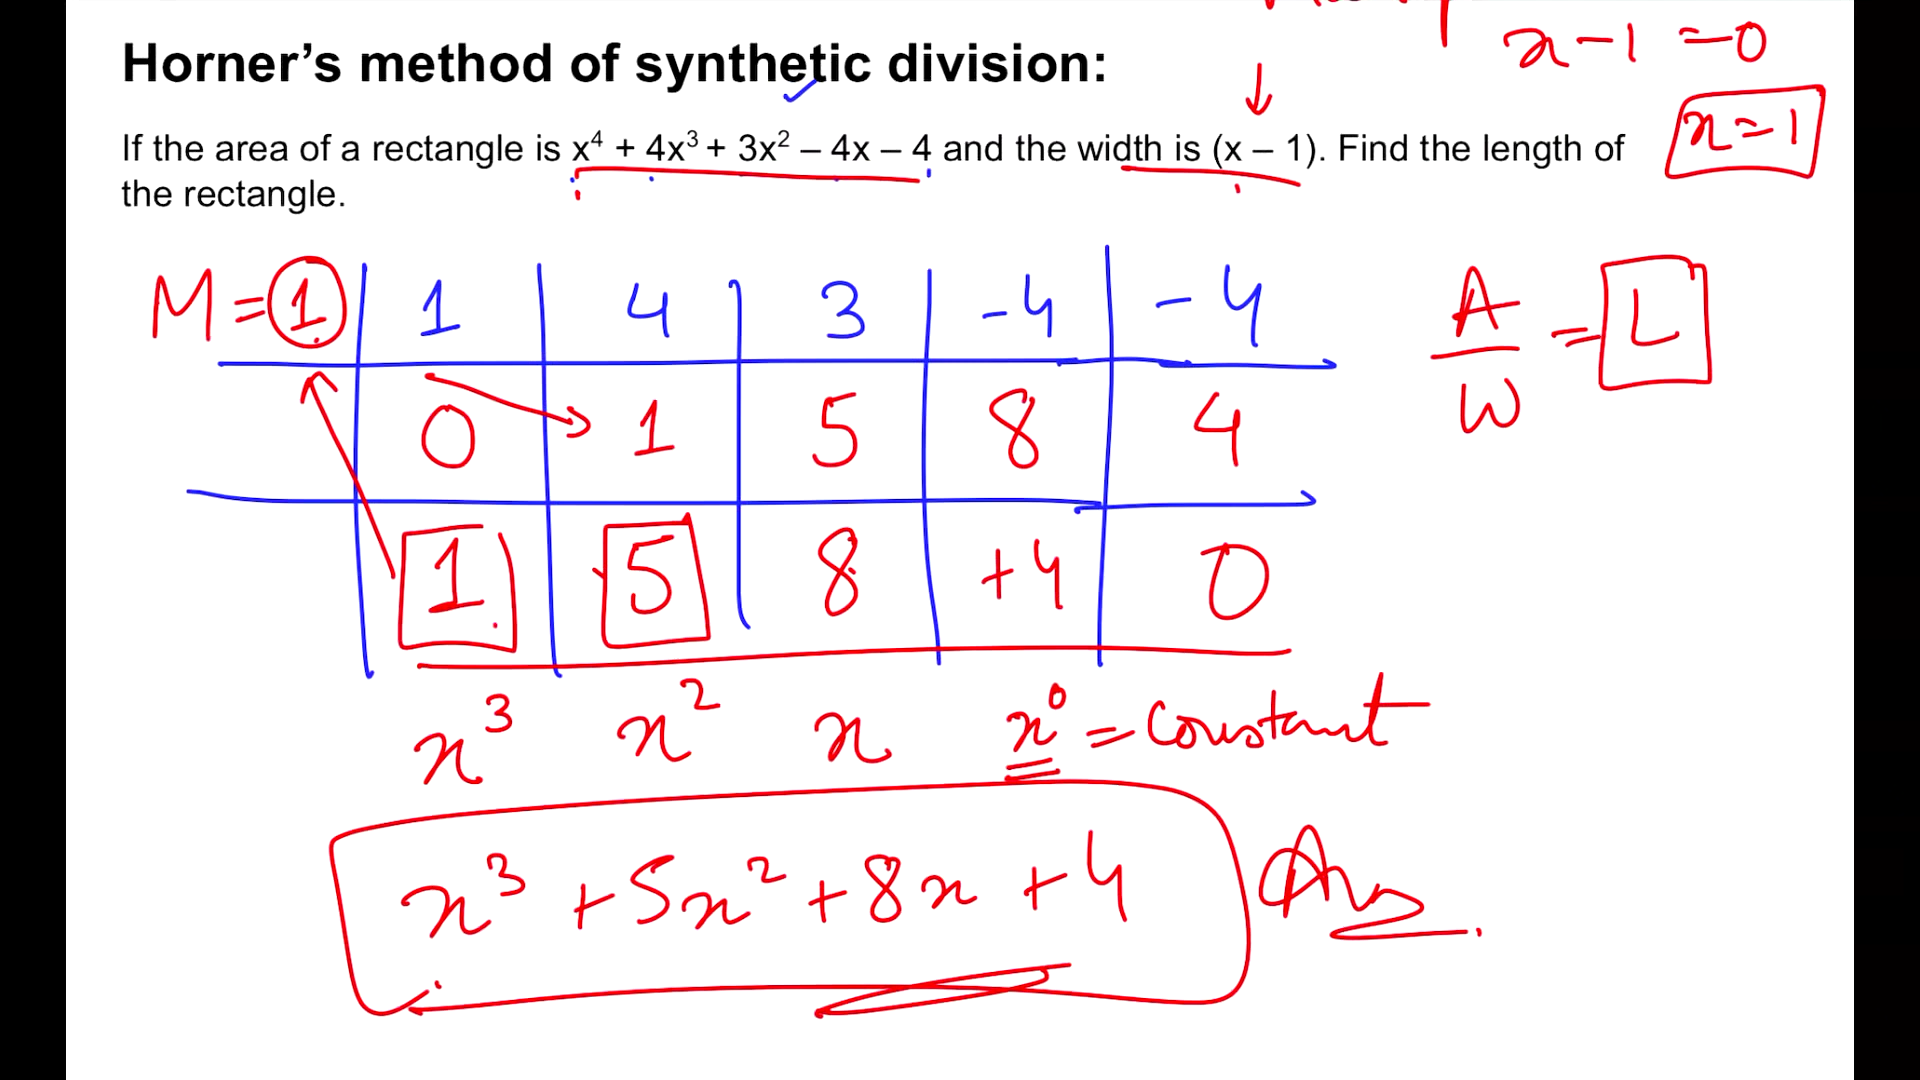 x – 1 = 0
Horner’s method of synthetic division:
x = 1
If the area of a rectangle is x⁴ + 4x³ + 3x² – 4x – 4 and the width is (x – 1). Find the length of
the rectangle.
M = 1 1 4 3 -4 -4
A/W = L
0 1 5 8 4
1 5 8 +4 0
x³ x² x x⁰ = constant
x³ + 5x² + 8x + 4 Ans